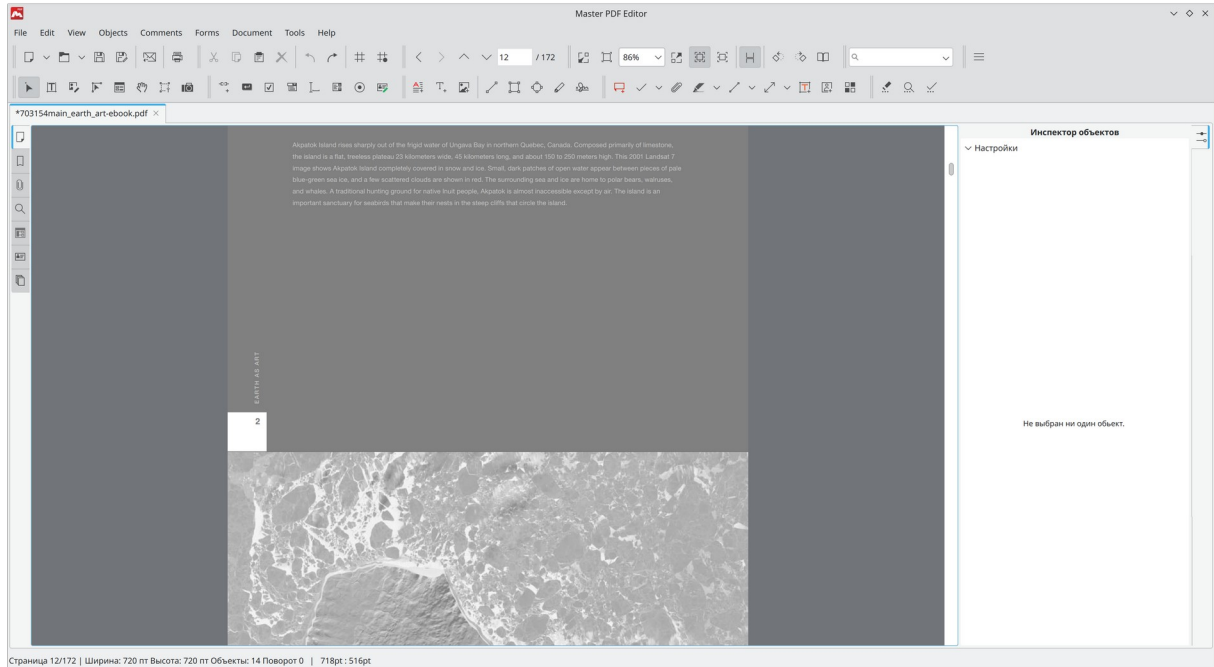 Master PDF Editor
File Edit View Objects Comments Forms Document Tools Help
12 / 172 86%
*703154main_earth_art-ebook.pdf
Инспектор объектов
Настройки
Akpatok Island rises sharply out of the frigid water of Ungava Bay in northern Quebec, Canada. Composed primarily of limestone,
the island is a flat, treeless plateau 23 kilometers wide, 45 kilometers long, and about 150 to 250 meters high. This 2001 Landsat 7
image shows Akpatok Island completely covered in snow and ice. Small, dark patches of open water appear between pieces of pale
blue-green sea ice, and a few scattered clouds are shown in red. The surrounding sea and ice are home to polar bears, walruses,
and whales. A traditional hunting ground for native Inuit people, Akpatok is almost inaccessible except by air. The island is an
important sanctuary for seabirds that make their nests in the steep cliffs that circle the island.
EARTH AS ART
2
Не выбран ни один обьект.
Страница 12/172 | Ширина: 720 пт Высота: 720 пт Объекты: 14 Поворот 0 | 718pt : 516pt